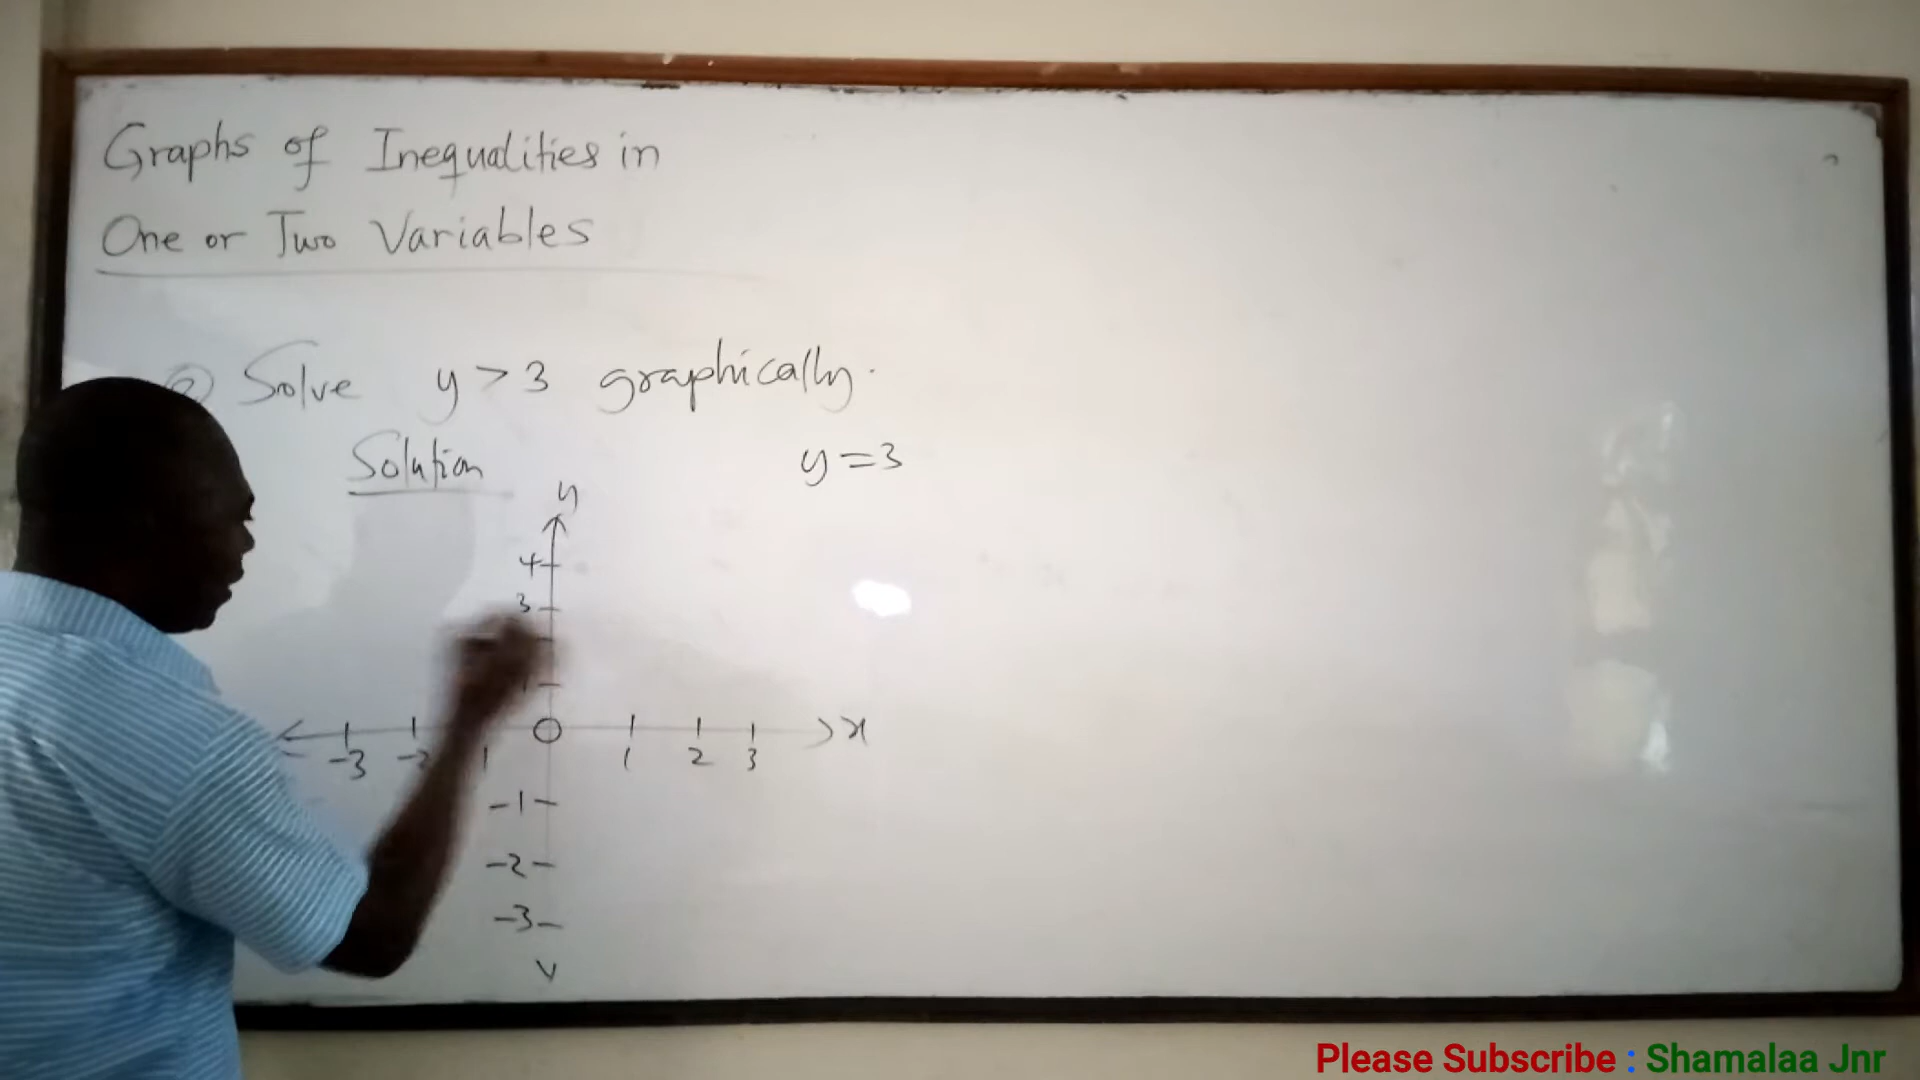 Graphs of Inequalities in
One or Two Variables
Solve y > 3 graphically.
Solution
y = 3
y
4
3
1
-3 -2 1 O 1 2 3 x
-1
-2
-3
Please Subscribe : Shamalaa Jnr